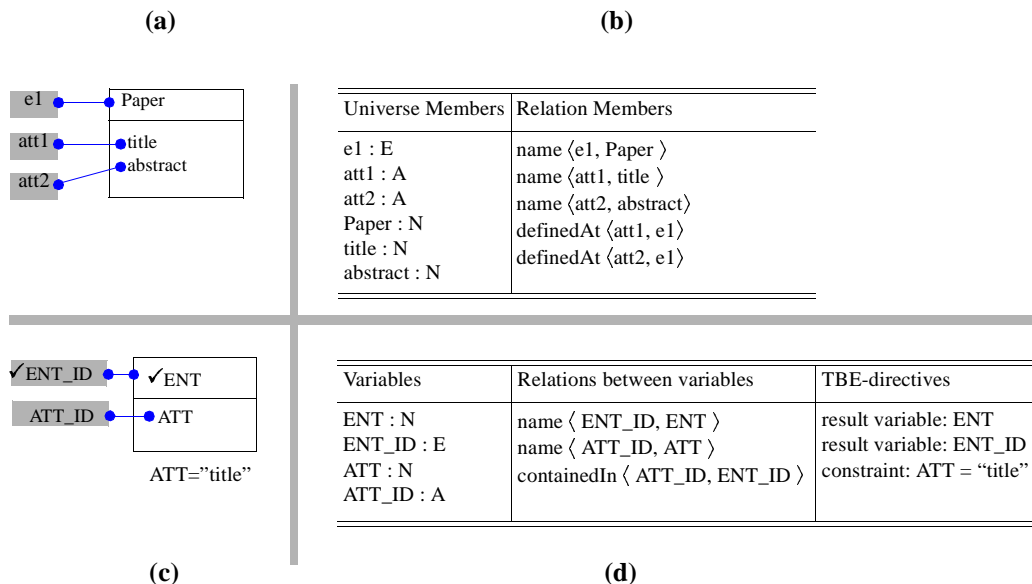 (a)
(b)
e1
Paper
att1
title
att2
abstract
Universe Members Relation Members
e1 : E name ⟨e1, Paper ⟩
att1 : A name ⟨att1, title ⟩
att2 : A name ⟨att2, abstract⟩
Paper : N definedAt ⟨att1, e1⟩
title : N definedAt ⟨att2, e1⟩
abstract : N
✓ENT_ID ✓ENT
ATT_ID ATT
ATT=”title”
Variables Relations between variables TBE-directives
ENT : N name ⟨ ENT_ID, ENT ⟩ result variable: ENT
ENT_ID : E name ⟨ ATT_ID, ATT ⟩ result variable: ENT_ID
ATT : N containedIn ⟨ ATT_ID, ENT_ID ⟩ constraint: ATT = “title”
ATT_ID : A
(c)
(d)